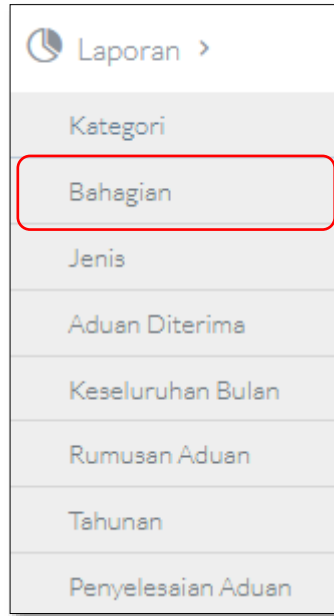 Laporan >
Kategori
Bahagian
Jenis
Aduan Diterima
Keseluruhan Bulan
Rumusan Aduan
Tahunan
Penyelesaian Aduan